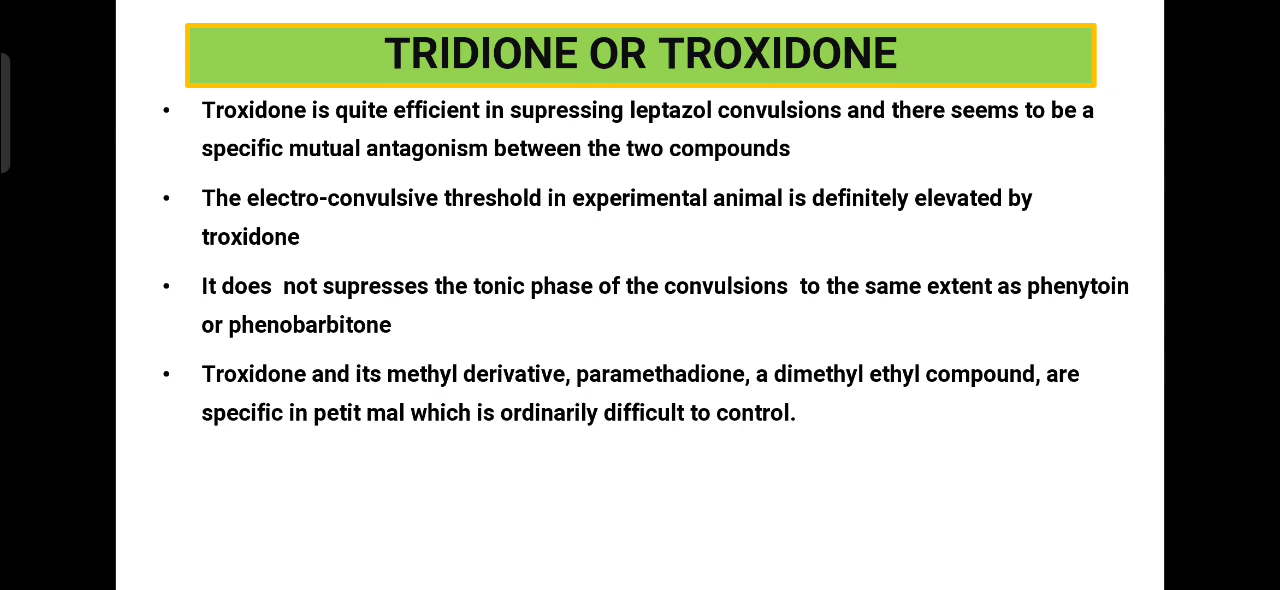 TRIDIONE OR TROXIDONE
• Troxidone is quite efficient in supressing leptazol convulsions and there seems to be a
specific mutual antagonism between the two compounds
• The electro-convulsive threshold in experimental animal is definitely elevated by
troxidone
• It does  not supresses the tonic phase of the convulsions  to the same extent as phenytoin
or phenobarbitone
• Troxidone and its methyl derivative, paramethadione, a dimethyl ethyl compound, are
specific in petit mal which is ordinarily difficult to control.